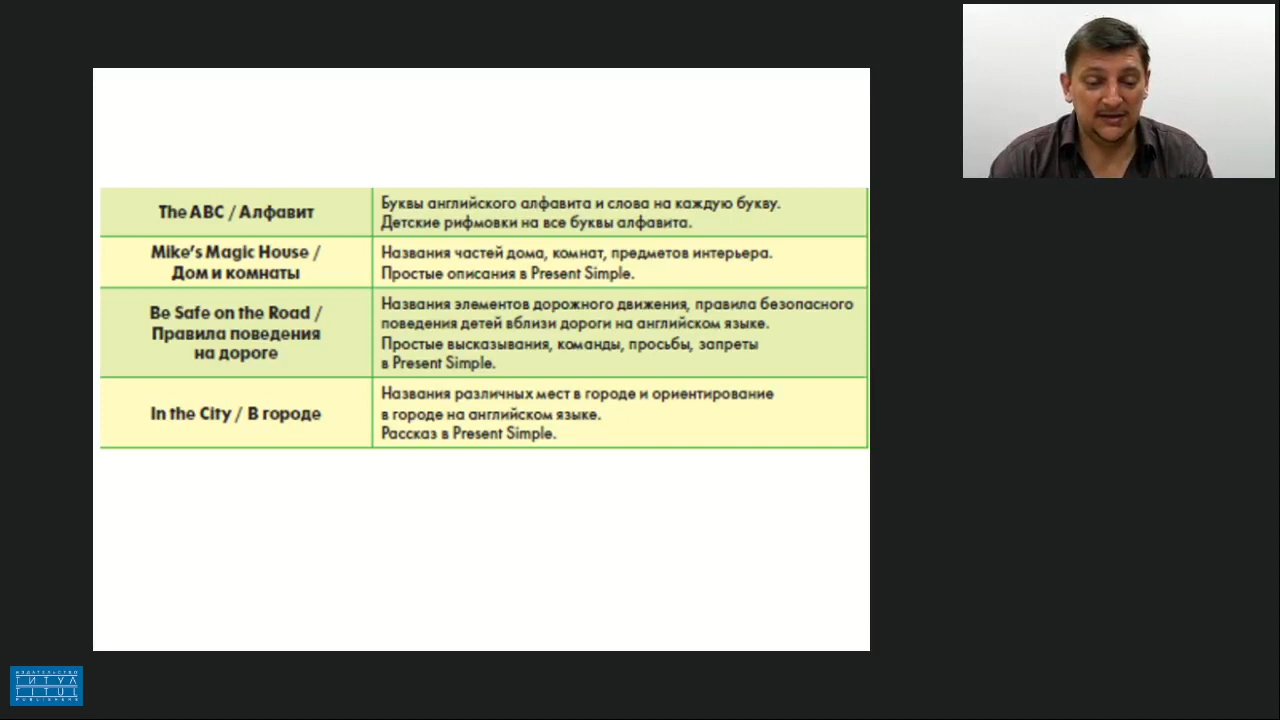 The ABC / Алфавит
Буквы английского алфавита и слова на каждую букву.
Детские рифмовки на все буквы алфавита.
Mike's Magic House /
Дом и комнаты
Названия частей дома, комнат, предметов интерьера.
Простые описания в Present Simple.
Be Safe on the Road /
Правила поведения
на дороге
Названия элементов дорожного движения, правила безопасного
поведения детей вблизи дороги на английском языке.
Простые высказывания, команды, просьбы, запреты
в Present Simple.
In the City / В городе
Названия различных мест в городе и ориентирование
в городе на английском языке.
Рассказ в Present Simple.
ИЗДАТЕЛЬСТВО
ТИТУЛ
TITUL
PUBLISHERS